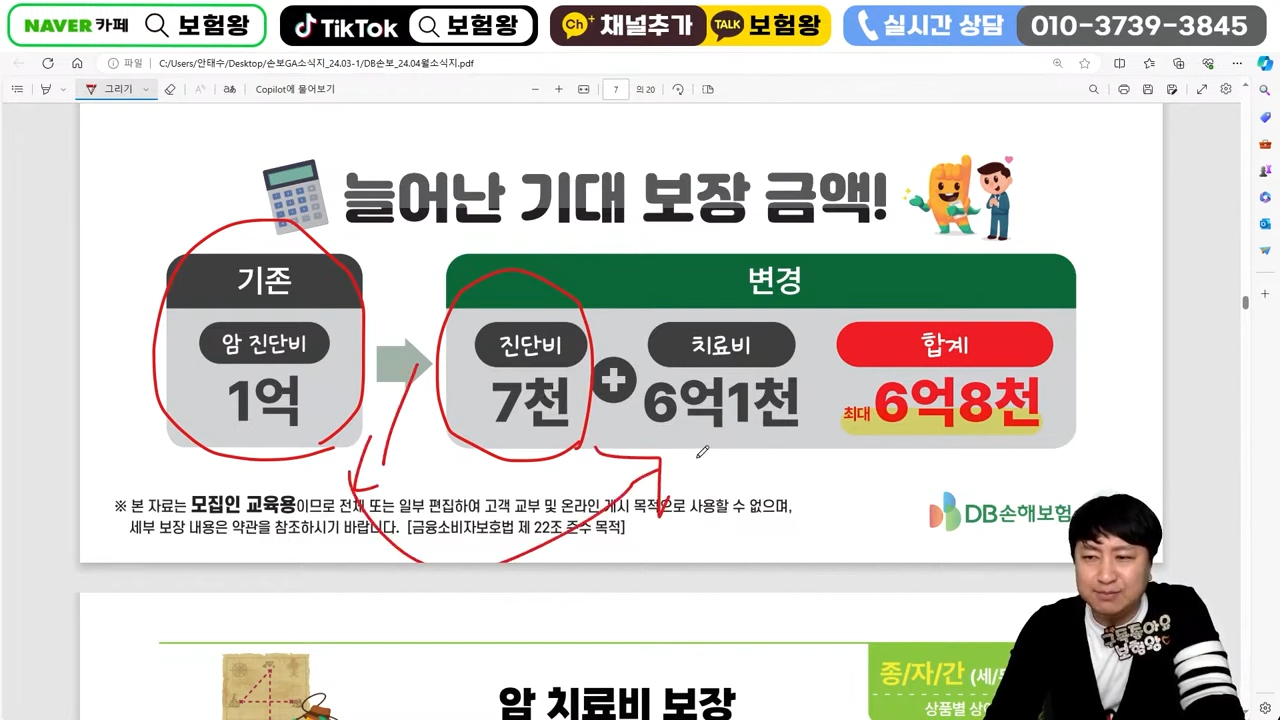 NAVER 카페 보험왕
TikTok 보험왕
Ch+ 채널추가 TALK 보험왕
실시간 상담 010-3739-3845
파일 C:/Users/안태수/Desktop/손보GA소식지_24.03-1/DB손보_24.04월소식지.pdf
그리기 aあ Copilot에 물어보기 7 의 20
늘어난 기대 보장 금액!
기존
암 진단비
1억
변경
진단비 치료비 합계
7천 + 6억1천 최대 6억8천
※ 본 자료는 모집인 교육용이므로 전체 또는 일부 편집하여 고객 교부 및 온라인 게시 목적으로 사용할 수 없으며,
세부 보장 내용은 약관을 참조하시기 바랍니다. [금융소비자보호법 제 22조 준수 목적]
DB손해보험
구독좋아요
보험왕
암 치료비 보장
종/자/간
상품별